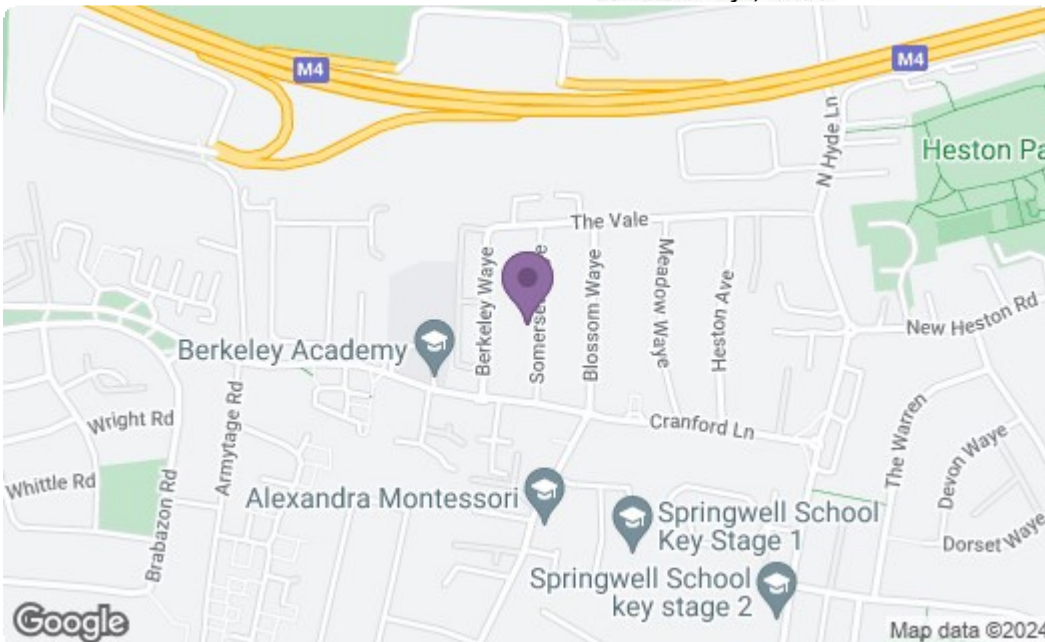 M4
M4
N Hyde Ln
Heston Pa
The Vale
Berkeley Waye
Somerse
e
Blossom Waye
Meadow Waye
Heston Ave
New Heston Rd
Berkeley Academy
Wright Rd
Armytage Rd
Cranford Ln
The Warren
Devon Waye
Whittle Rd
Brabazon Rd
Alexandra Montessori
Springwell School
Key Stage 1
Dorset Waye
Springwell School
key stage 2
Google
Map data ©2024